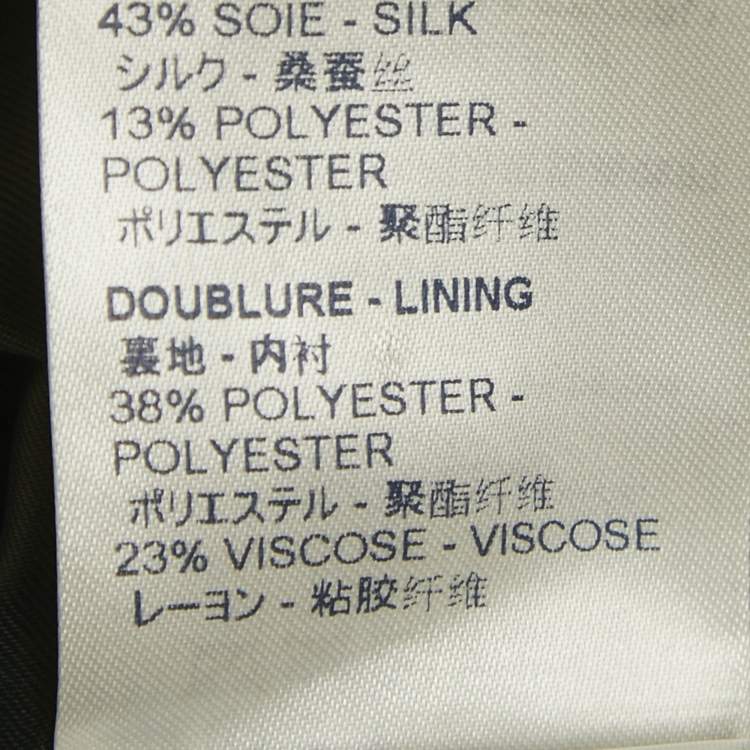 43% SOIE - SILK
シルク - 桑蚕丝
13% POLYESTER -
POLYESTER
ポリエステル - 聚酯纤维
DOUBLURE - LINING
裏地 - 内衬
38% POLYESTER -
POLYESTER
ポリエステル - 聚酯纤维
23% VISCOSE - VISCOSE
レーヨン - 粘胶纤维